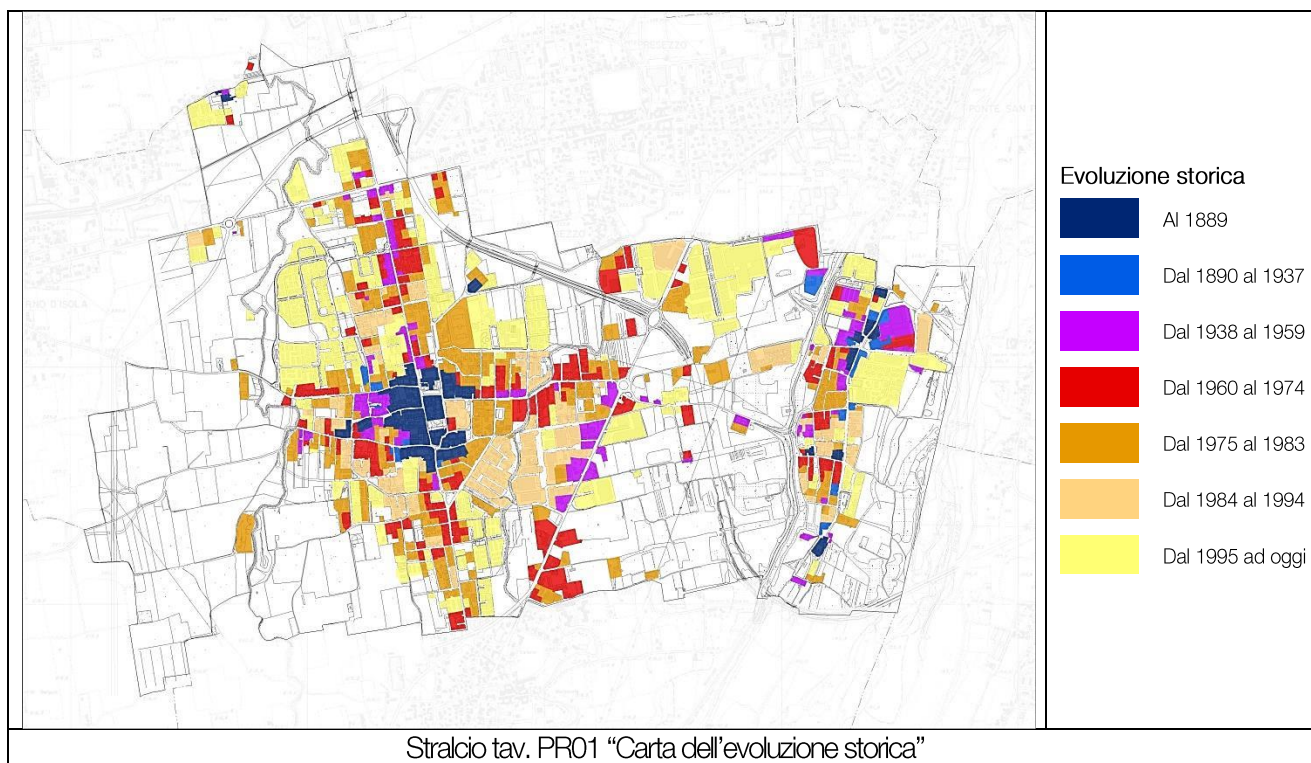 Evoluzione storica
Al 1889
Dal 1890 al 1937
Dal 1938 al 1959
Dal 1960 al 1974
Dal 1975 al 1983
Dal 1984 al 1994
Dal 1995 ad oggi
Stralcio tav. PR01 “Carta dell’evoluzione storica”